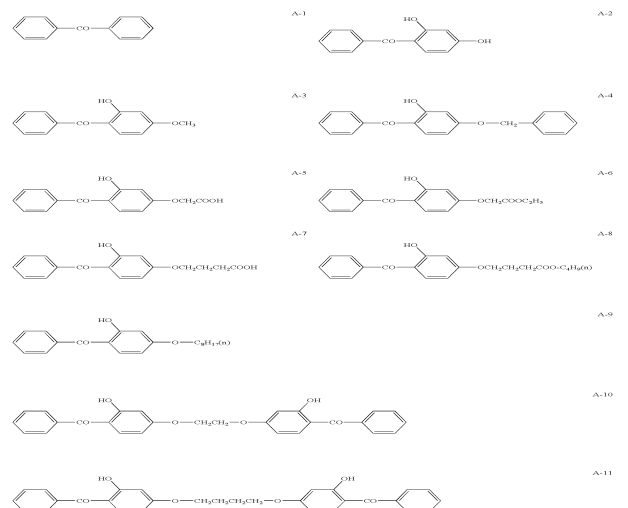 A-1
CO
A-2
HO
CO OH
A-3
HO
CO OCH3
A-4
HO
CO O CH2
A-5
HO
CO OCH2COOH
A-6
HO
CO OCH2COOC2H5
A-7
HO
CO OCH2CH2CH2COOH
A-8
HO
CO OCH2CH2CH2COO-C4H9(n)
A-9
HO
CO O C8H17(n)
A-10
HO OH
CO O CH2CH2 O CO
A-11
HO OH
CO O CH2CH2CH2CH2 O CO